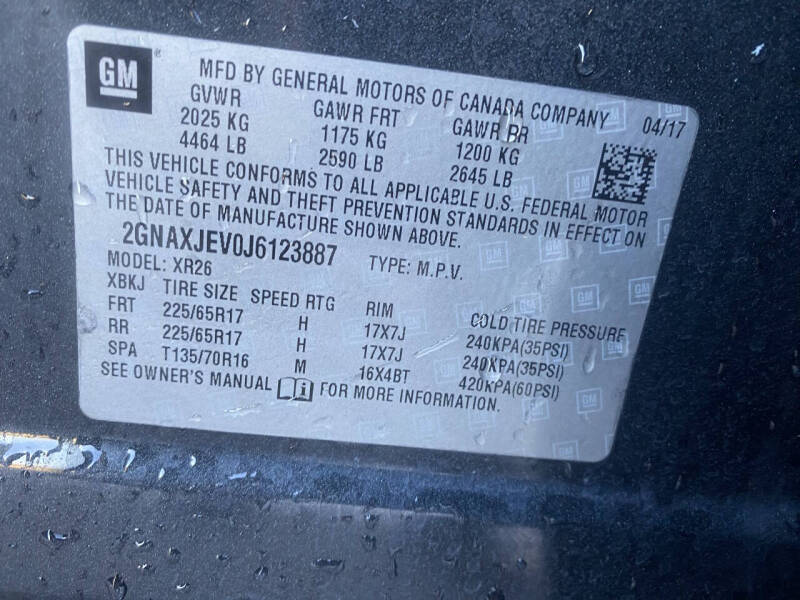 GM
MFD BY GENERAL MOTORS OF CANADA COMPANY 04/17
GVWR GAWR FRT GAWR RR
2025 KG 1175 KG 1200 KG
4464 LB 2590 LB 2645 LB
THIS VEHICLE CONFORMS TO ALL APPLICABLE U.S. FEDERAL MOTOR
VEHICLE SAFETY AND THEFT PREVENTION STANDARDS IN EFFECT ON
THE DATE OF MANUFACTURE SHOWN ABOVE.
2GNAXJEV0J6123887 TYPE: M.P.V.
MODEL: XR26
XBKJ TIRE SIZE SPEED RTG RIM COLD TIRE PRESSURE
FRT 225/65R17 H 17X7J 240KPA(35PSI)
RR 225/65R17 H 17X7J 240KPA(35PSI)
SPA T135/70R16 M 16X4BT 420KPA(60PSI)
SEE OWNER'S MANUAL FOR MORE INFORMATION.